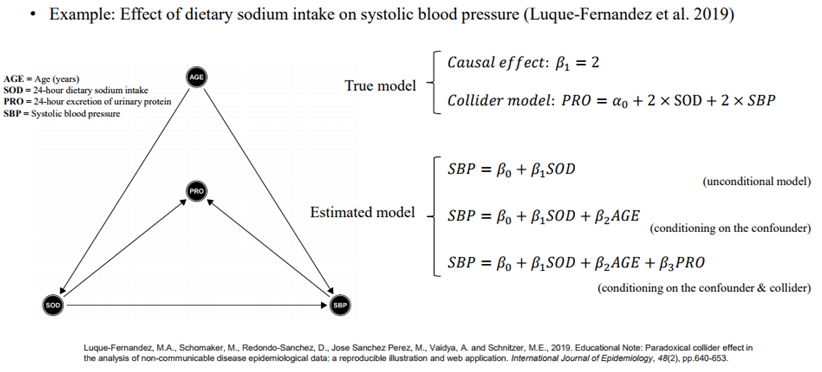 • Example: Effect of dietary sodium intake on systolic blood pressure (Luque-Fernandez et al. 2019)
AGE = Age (years)
SOD = 24-hour dietary sodium intake
PRO = 24-hour excretion of urinary protein
SBP = Systolic blood pressure
AGE
PRO
SOD
SBP
True model
Causal effect: β₁ = 2
Collider model: PRO = α₀ + 2 × SOD + 2 × SBP
Estimated model
SBP = β₀ + β₁SOD
(unconditional model)
SBP = β₀ + β₁SOD + β₂AGE
(conditioning on the confounder)
SBP = β₀ + β₁SOD + β₂AGE + β₃PRO
(conditioning on the confounder & collider)
Luque-Fernandez, M.A., Schomaker, M., Redondo-Sanchez, D., Jose Sanchez Perez, M., Vaidya, A. and Schnitzer, M.E., 2019. Educational Note: Paradoxical collider effect in
the analysis of non-communicable disease epidemiological data: a reproducible illustration and web application. International Journal of Epidemiology, 48(2), pp.640-653.